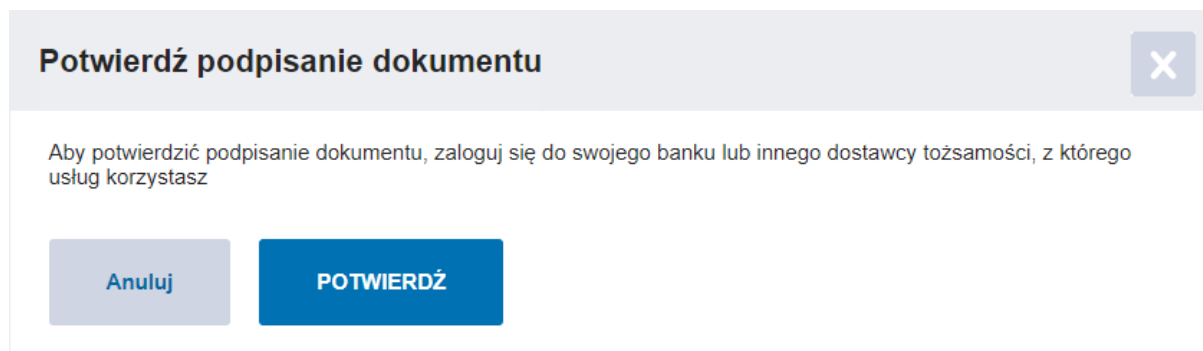 Potwierdź podpisanie dokumentu
Aby potwierdzić podpisanie dokumentu, zaloguj się do swojego banku lub innego dostawcy tożsamości, z którego
usług korzystasz
Anuluj
POTWIERDŹ